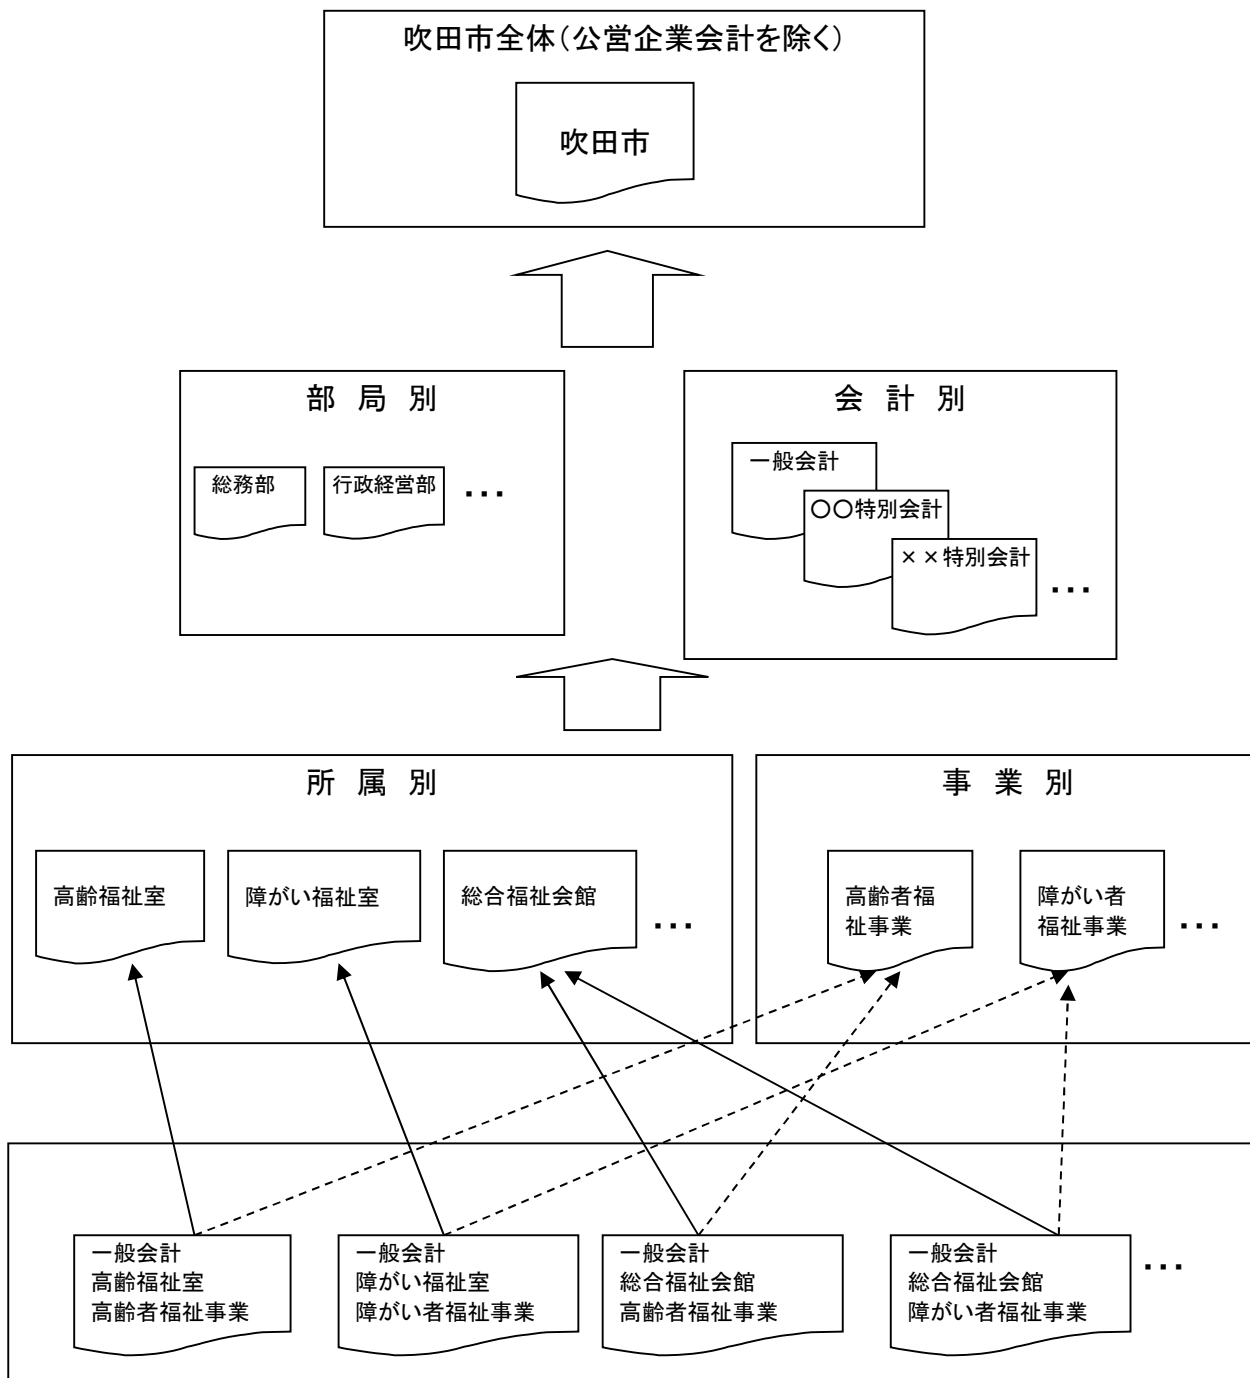 吹田市全体(公営企業会計を除く)
吹田市
部 局 別
総務部
行政経営部
…
会 計 別
一般会計
○○特別会計
××特別会計
…
所 属 別
高齢福祉室
障がい福祉室
総合福祉会館
…
事 業 別
高齢者福
祉事業
障がい者
福祉事業
…
一般会計
高齢福祉室
高齢者福祉事業
一般会計
障がい福祉室
障がい者福祉事業
一般会計
総合福祉会館
高齢者福祉事業
一般会計
総合福祉会館
障がい者福祉事業
…